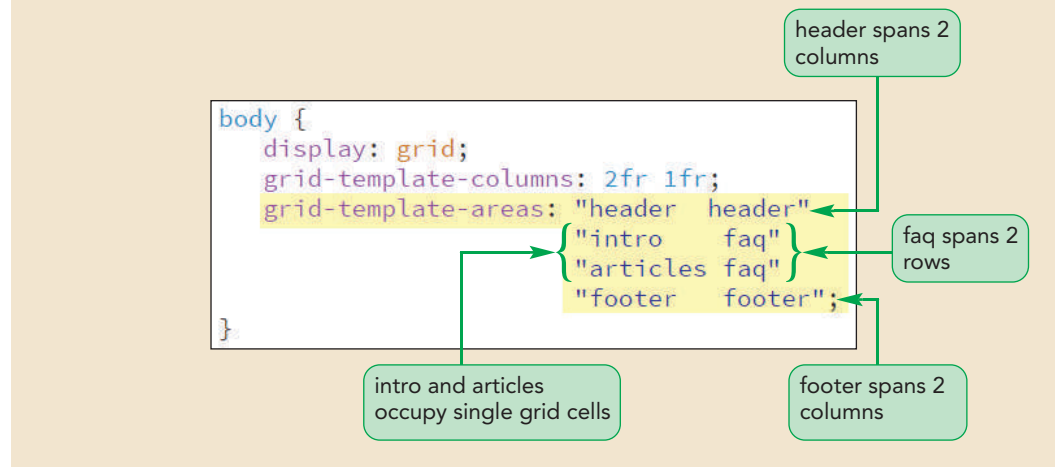 header spans 2
columns
body {
display: grid;
grid-template-columns: 2fr 1fr;
grid-template-areas: "header header"
"intro faq"
"articles faq"
"footer footer";
}
faq spans 2
rows
intro and articles
occupy single grid cells
footer spans 2
columns